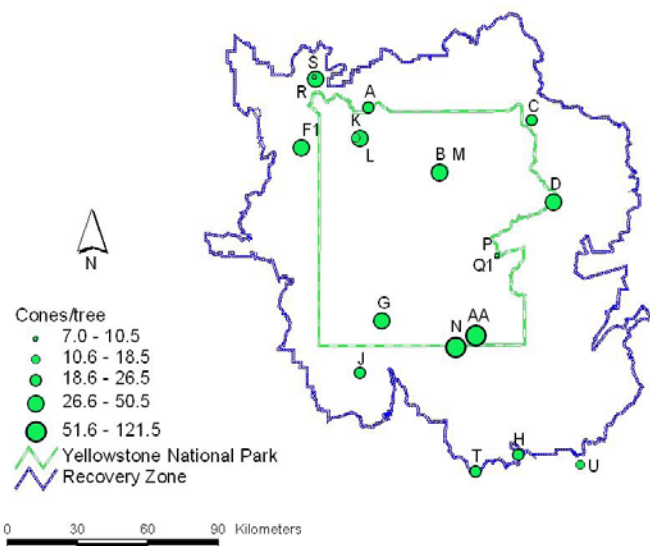 S
R
A
C
K
F1
L
B M
D
N
P
Q1
Cones/tree
7.0 - 10.5
10.6 - 18.5
18.6 - 26.5
26.6 - 50.5
51.6 - 121.5
Yellowstone National Park
Recovery Zone
G
AA
N
J
H
T
U
0 30 60 90 Kilometers